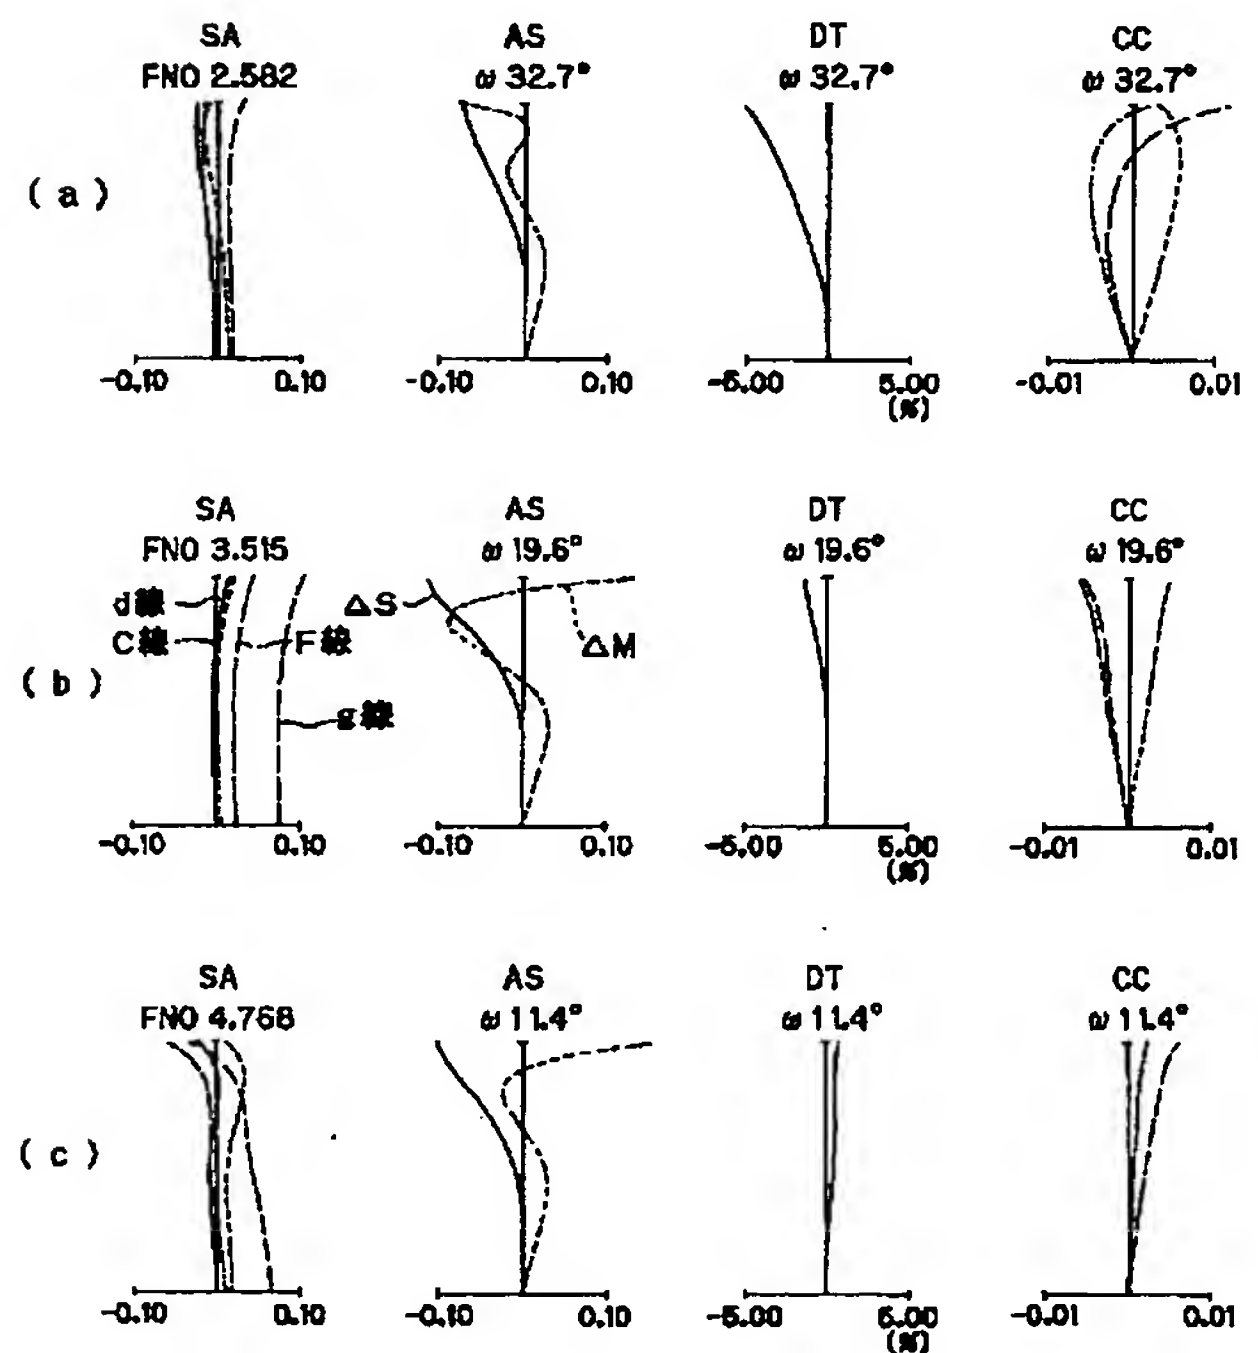 SA AS DT CC
FNO 2.582 ω 32.7° ω 32.7° ω 32.7°
(a)
-0.10 0.10 -0.10 0.10 -5.00 5.00 -0.01 0.01
(%)
SA AS DT CC
FNO 3.515 ω 19.6° ω 19.6° ω 19.6°
d線 ΔS
C線 F線 ΔM
(b)
g線
-0.10 0.10 -0.10 0.10 -5.00 5.00 -0.01 0.01
(%)
SA AS DT CC
FNO 4.768 ω 11.4° ω 11.4° ω 11.4°
(c)
-0.10 0.10 -0.10 0.10 -5.00 5.00 -0.01 0.01
(%)